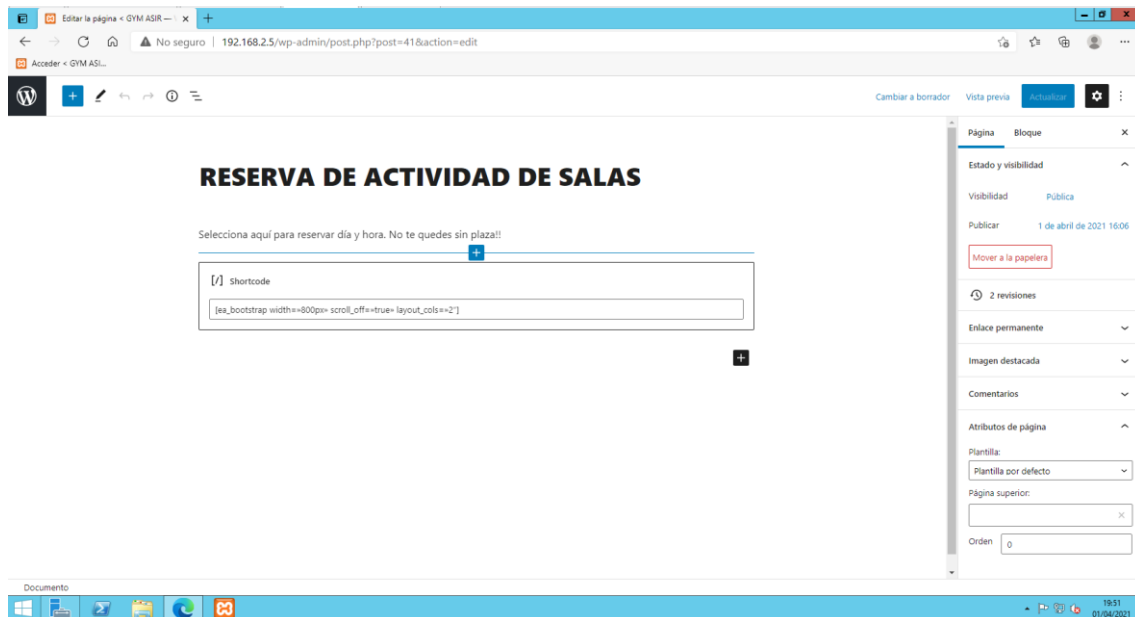 Editar la página < GYM ASIR —
No seguro | 192.168.2.5/wp-admin/post.php?post=41&action=edit
Acceder < GYM ASI...
Cambiar a borrador Vista previa Actualizar
Página Bloque
RESERVA DE ACTIVIDAD DE SALAS
Selecciona aquí para reservar día y hora. No te quedes sin plaza!!
[/] Shortcode
[ea_bootstrap width=»800px» scroll_off=»true» layout_cols=»2"]
Estado y visibilidad
Visibilidad Pública
Publicar 1 de abril de 2021 16:06
Mover a la papelera
2 revisiones
Enlace permanente
Imagen destacada
Comentarios
Atributos de página
Plantilla:
Plantilla por defecto
Página superior:
Orden 0
Documento
19:51
01/04/2021